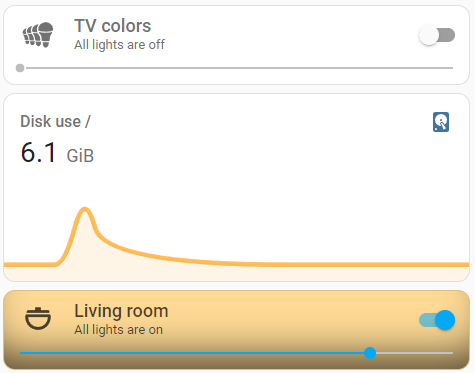 TV colors
All lights are off
Disk use /
6.1 GiB
Living room
All lights are on